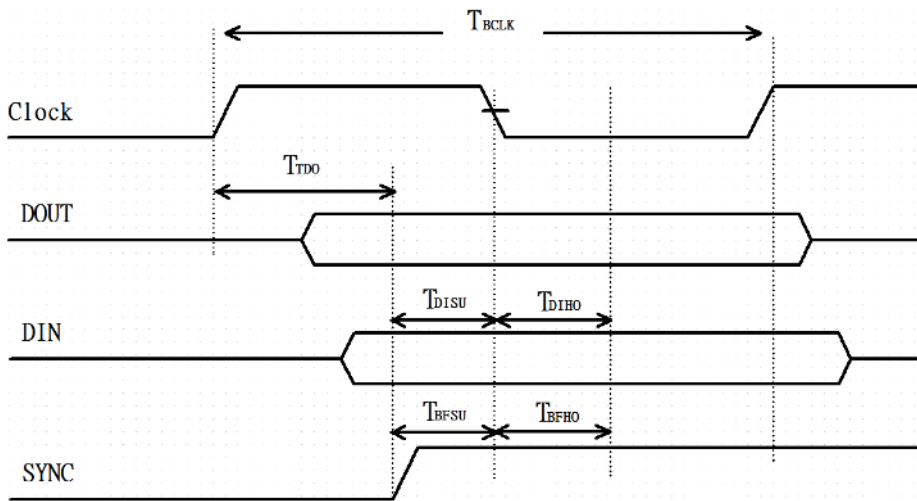 TBCLK
Clock
TTDO
DOUT
TDISU TDIHO
DIN
TBFSU TBFHO
SYNC